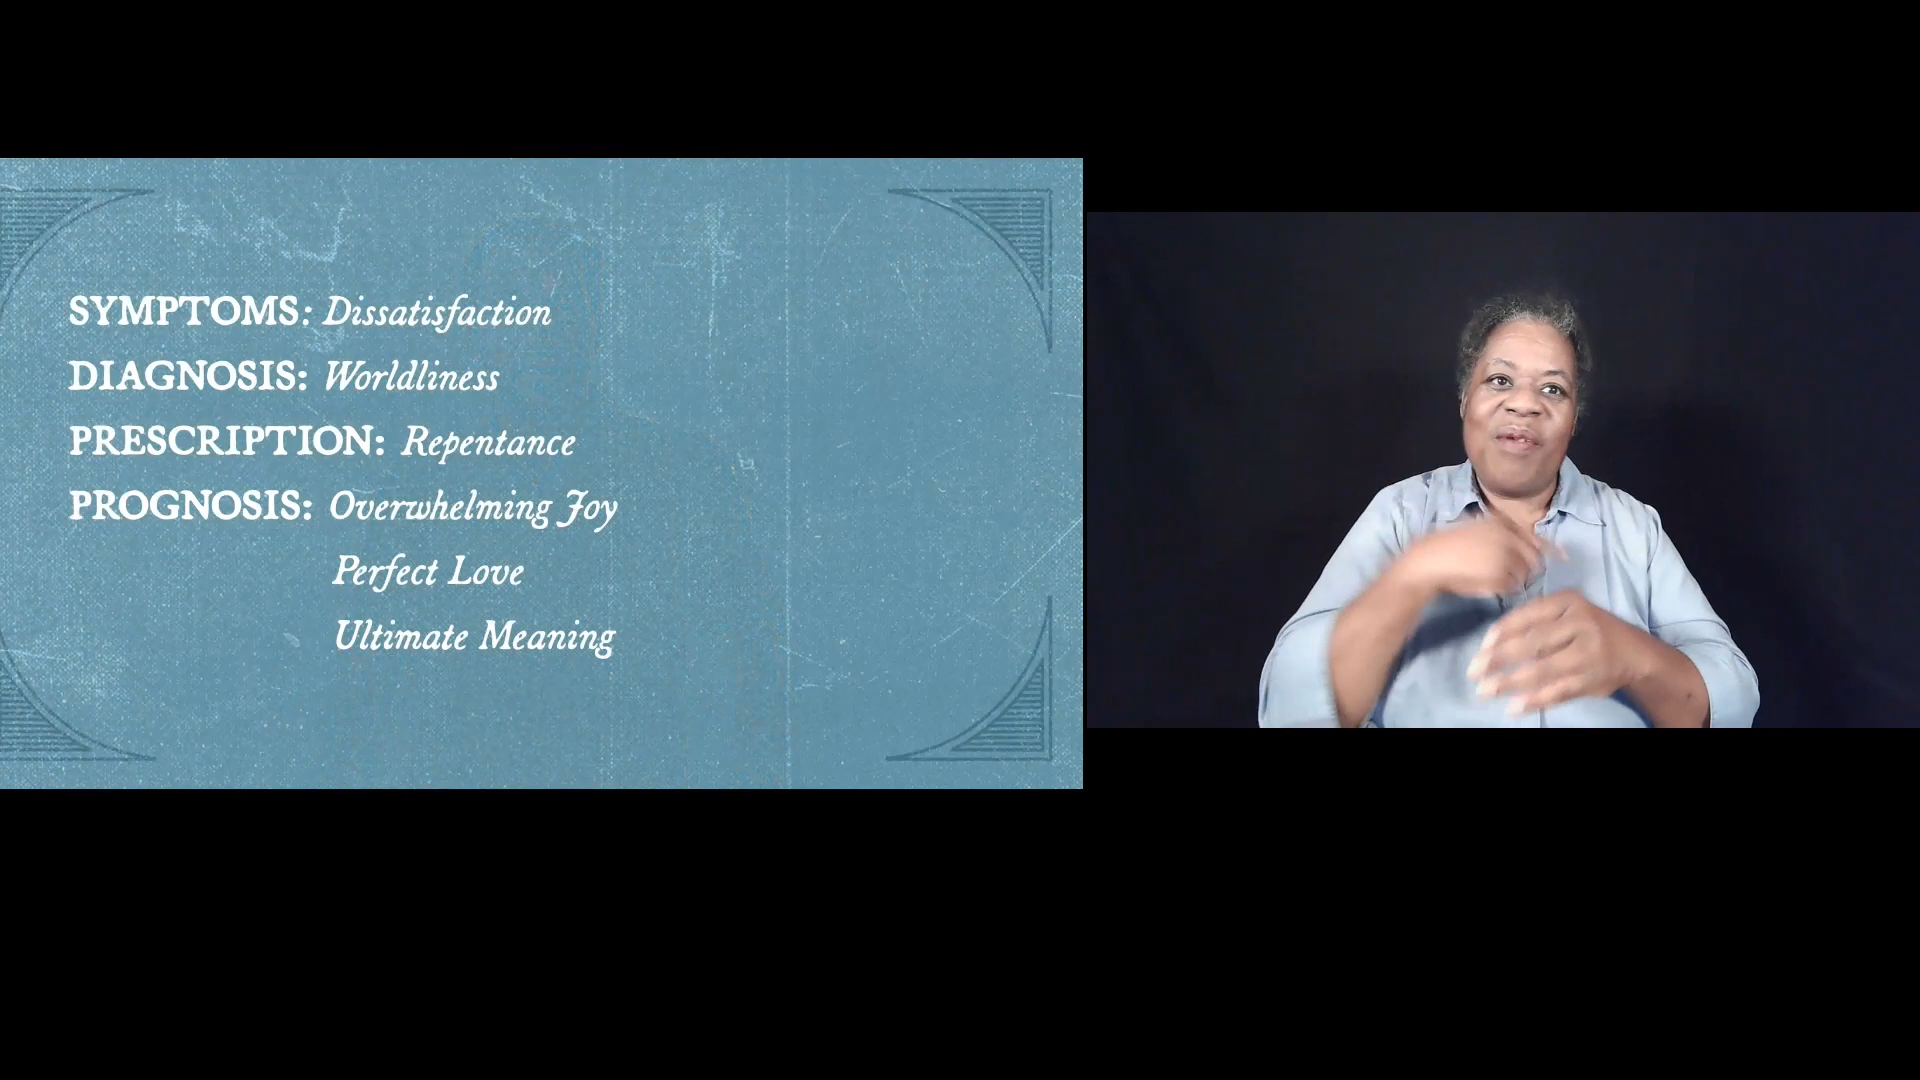 SYMPTOMS: Dissatisfaction
DIAGNOSIS: Worldliness
PRESCRIPTION: Repentance
PROGNOSIS: Overwhelming Joy
Perfect Love
Ultimate Meaning